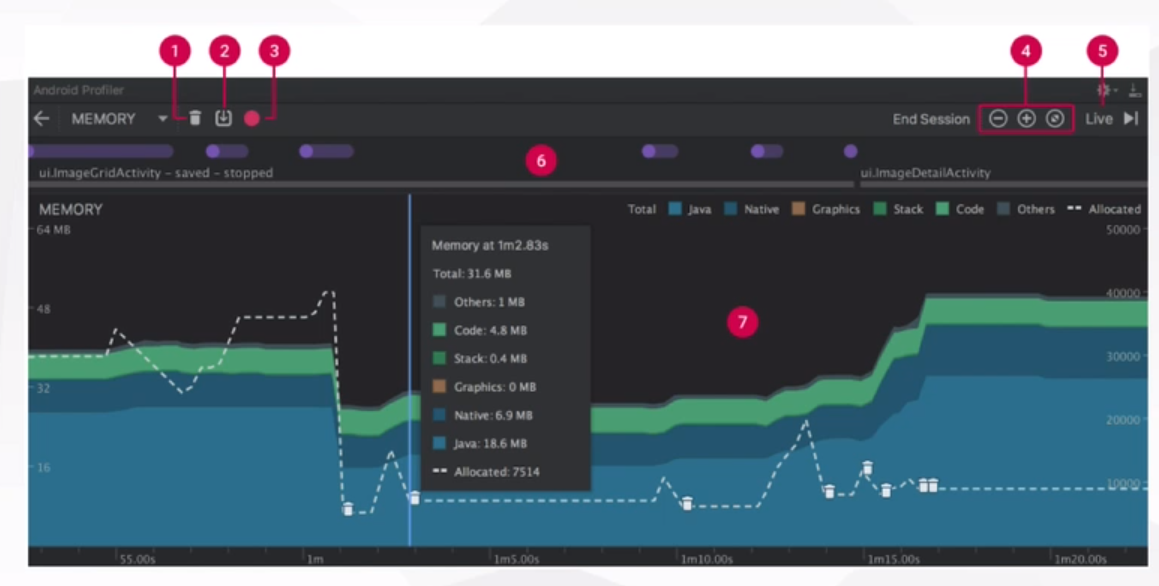 1 2 3 4 5
Android Profiler
MEMORY End Session Live
6
ui.ImageGridActivity – saved – stopped ui.ImageDetailActivity
MEMORY Total Java Native Graphics Stack Code Others Allocated
64 MB 50000
Memory at 1m2.83s
Total: 31.6 MB
Others: 1 MB
48 40000
7
Code: 4.8 MB
Stack: 0.4 MB 30000
32 Graphics: 0 MB
Native: 6.9 MB 20000
Java: 18.6 MB
16 Allocated: 7514
10000
55.00s 1m 1m5.00s 1m10.00s 1m15.00s 1m20.00s